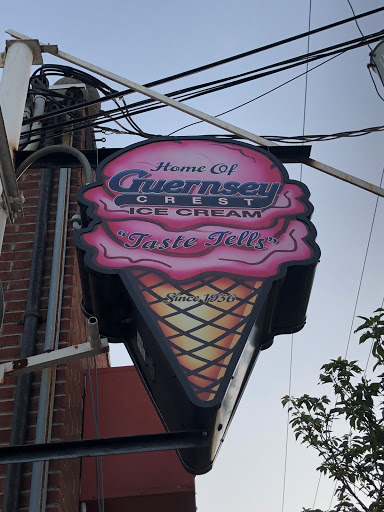 Home Of
Guernsey
CREST
ICE CREAM
"Taste Tells"
Since 1936